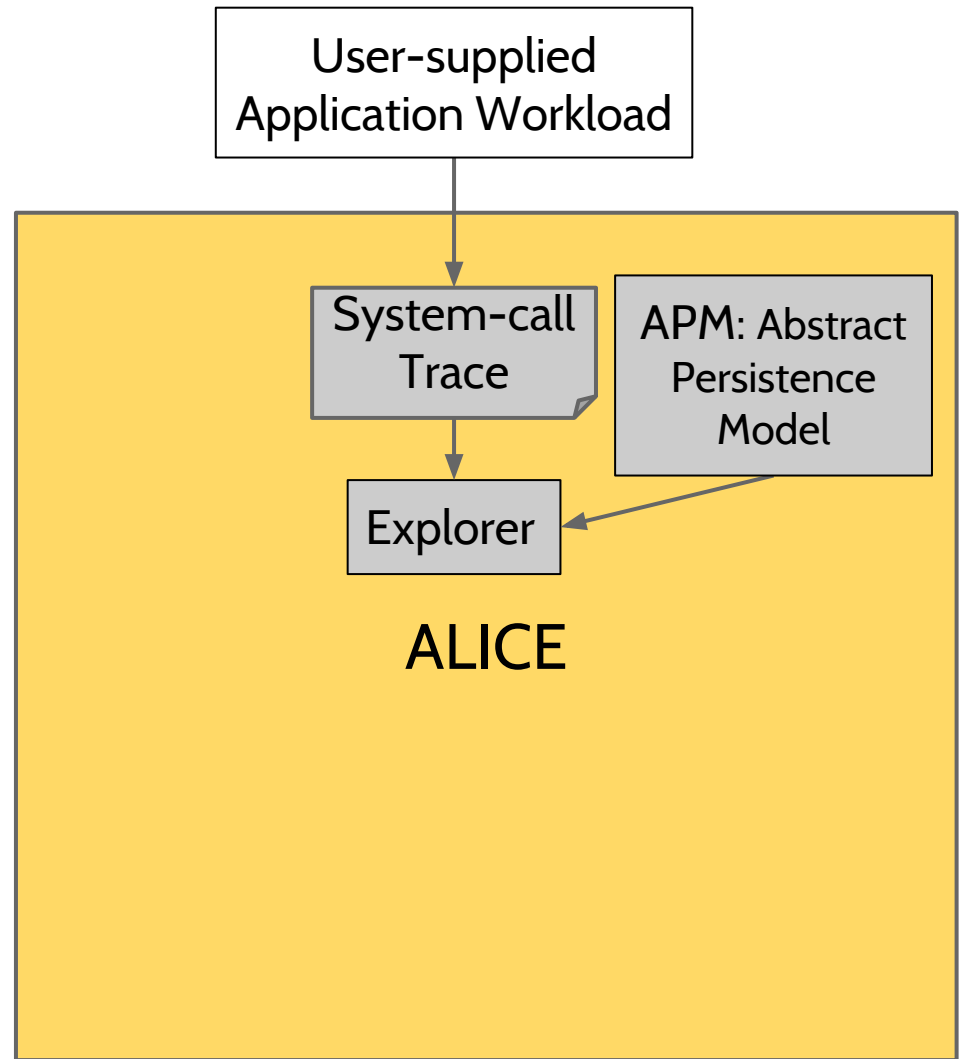 User-supplied
Application Workload
System-call
Trace
APM: Abstract
Persistence
Model
Explorer
ALICE